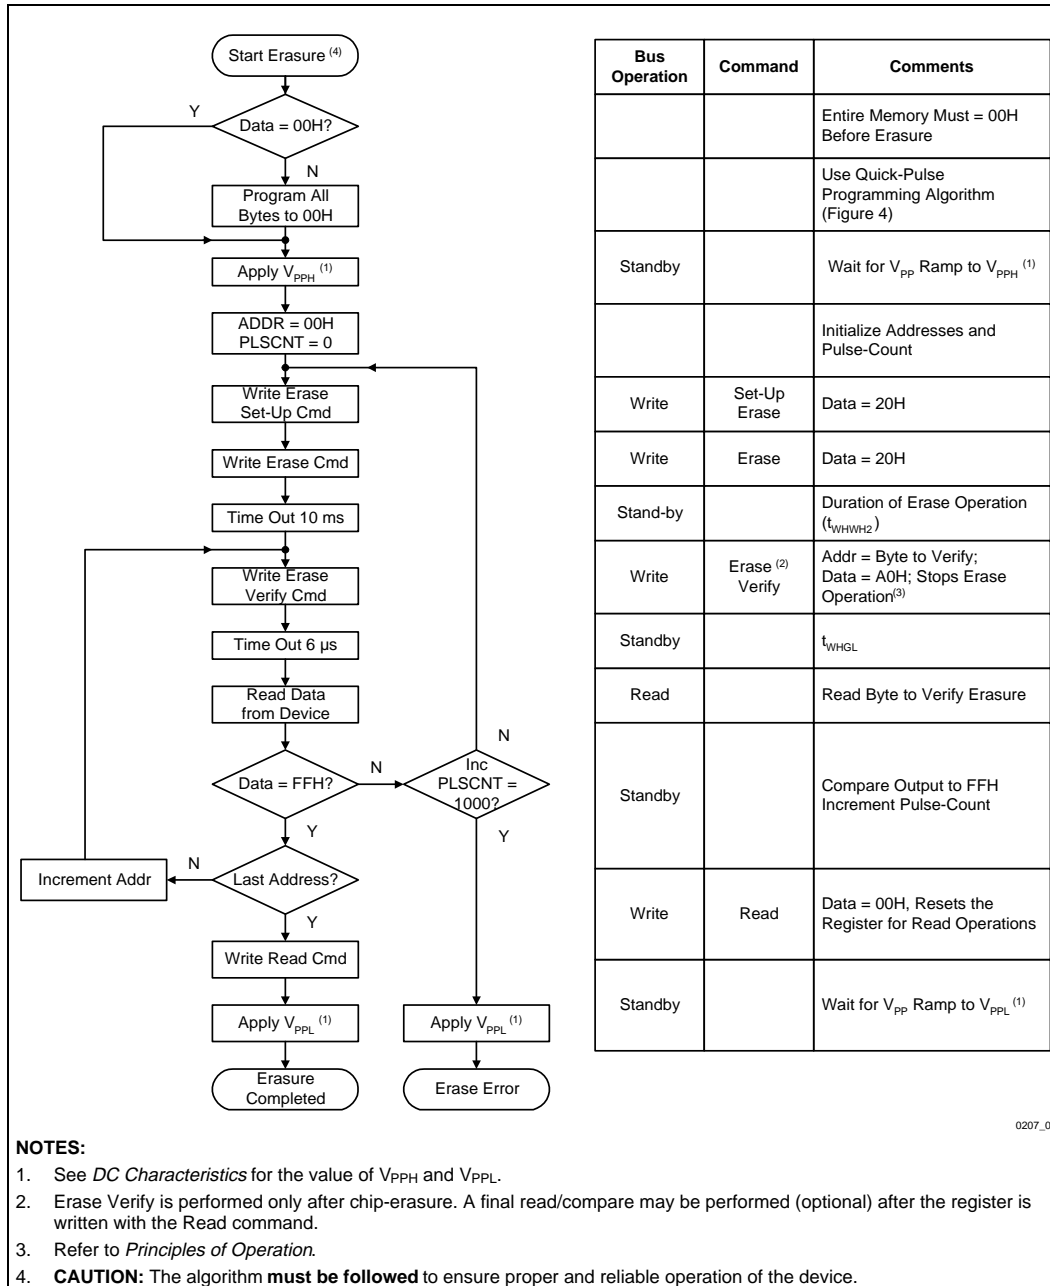 Start Erasure (4)
Y
Data = 00H?
N
Program All
Bytes to 00H
Apply VPPH (1)
ADDR = 00H
PLSCNT = 0
Write Erase
Set-Up Cmd
Write Erase Cmd
Time Out 10 ms
Write Erase
Verify Cmd
Time Out 6 µs
Read Data
from Device
Data = FFH?
N
Inc
PLSCNT =
1000?
N
Y
Y
Increment Addr
N
Last Address?
Y
Write Read Cmd
Apply VPPL (1)
Apply VPPL (1)
Erasure
Completed
Erase Error
Bus
Operation
Command
Comments
Entire Memory Must = 00H
Before Erasure
Use Quick-Pulse
Programming Algorithm
(Figure 4)
Standby
Wait for VPP Ramp to VPPH (1)
Initialize Addresses and
Pulse-Count
Write
Set-Up
Erase
Data = 20H
Write
Erase
Data = 20H
Stand-by
Duration of Erase Operation
(tWHWH2)
Write
Erase (2)
Verify
Addr = Byte to Verify;
Data = A0H; Stops Erase
Operation(3)
Standby
tWHGL
Read
Read Byte to Verify Erasure
Standby
Compare Output to FFH
Increment Pulse-Count
Write
Read
Data = 00H, Resets the
Register for Read Operations
Standby
Wait for VPP Ramp to VPPL (1)
0207_0
NOTES:
1. See DC Characteristics for the value of VPPH and VPPL.
2. Erase Verify is performed only after chip-erasure. A final read/compare may be performed (optional) after the register is
written with the Read command.
3. Refer to Principles of Operation.
4. CAUTION: The algorithm must be followed to ensure proper and reliable operation of the device.